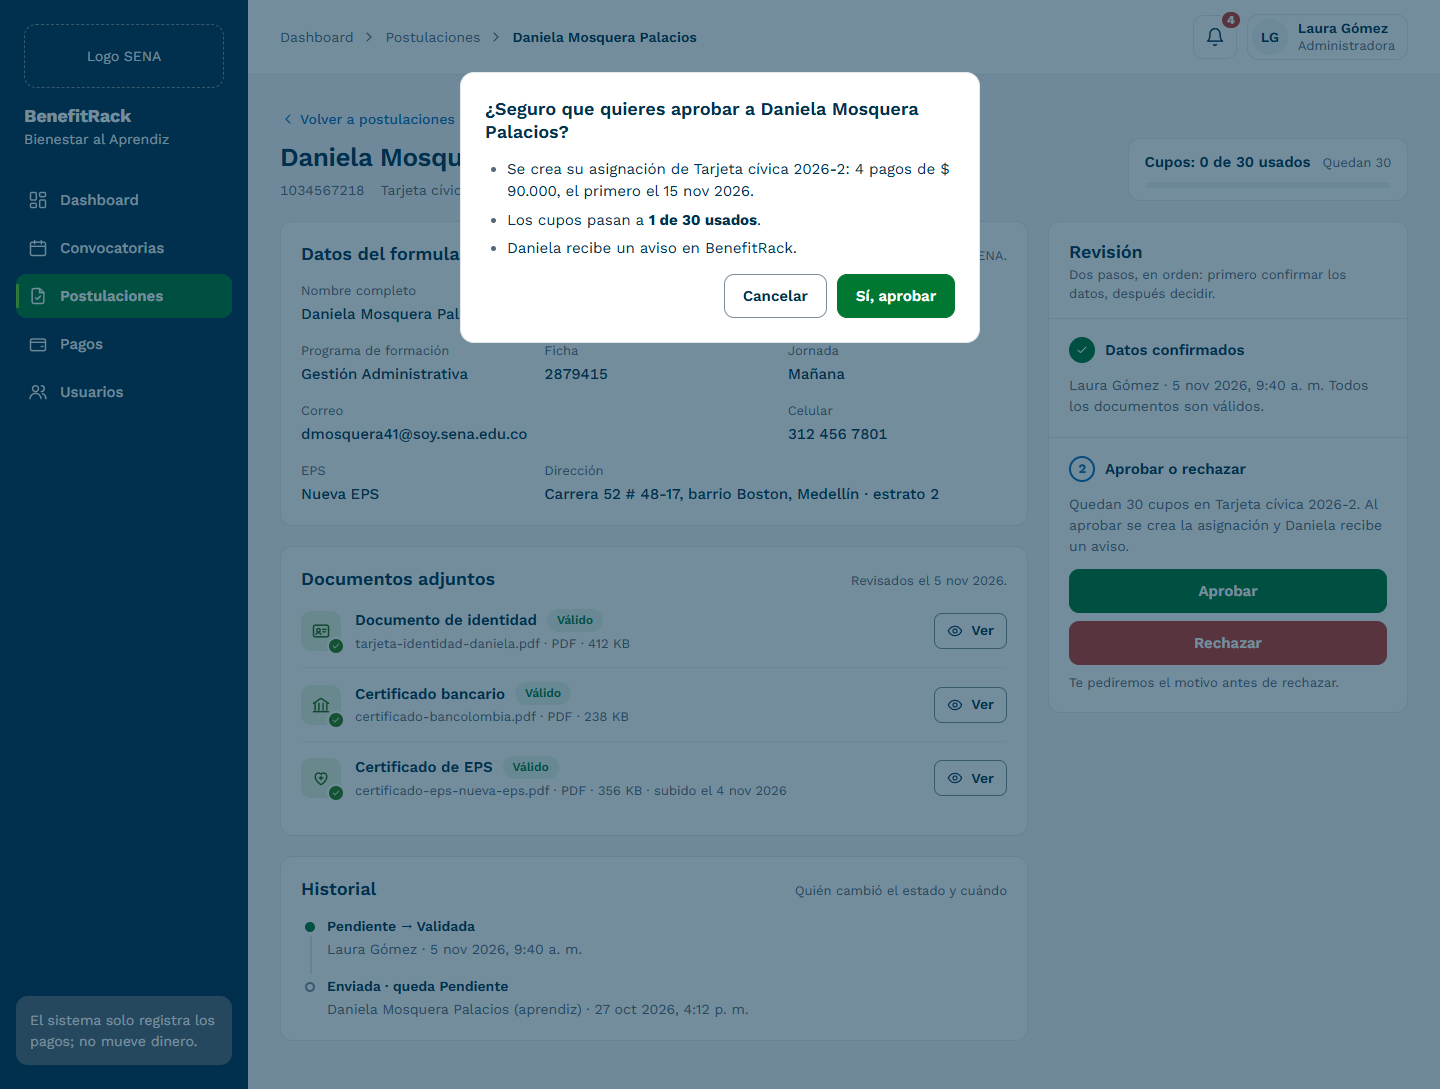 Logo SENA
BenefitRack
Bienestar al Aprendiz
Dashboard
Convocatorias
Postulaciones
Pagos
Usuarios
El sistema solo registra los
pagos; no mueve dinero.
Dashboard > Postulaciones > Daniela Mosquera Palacios
4
LG
Laura Gómez
Administradora
¿Seguro que quieres aprobar a Daniela Mosquera
Palacios?
• Se crea su asignación de Tarjeta cívica 2026-2: 4 pagos de $
90.000, el primero el 15 nov 2026.
• Los cupos pasan a 1 de 30 usados.
• Daniela recibe un aviso en BenefitRack.
Cancelar
Sí, aprobar
Volver a postulaciones
Daniela Mosqu
1034567218 Tarjeta cívic
Cupos: 0 de 30 usados Quedan 30
Datos del formula
ENA.
Nombre completo
Daniela Mosquera Pal
Programa de formación
Gestión Administrativa
Ficha
2879415
Jornada
Mañana
Correo
dmosquera41@soy.sena.edu.co
Celular
312 456 7801
EPS
Nueva EPS
Dirección
Carrera 52 # 48-17, barrio Boston, Medellín · estrato 2
Documentos adjuntos
Revisados el 5 nov 2026.
Documento de identidad Válido
tarjeta-identidad-daniela.pdf · PDF · 412 KB
Ver
Certificado bancario Válido
certificado-bancolombia.pdf · PDF · 238 KB
Ver
Certificado de EPS Válido
certificado-eps-nueva-eps.pdf · PDF · 356 KB · subido el 4 nov 2026
Ver
Historial
Quién cambió el estado y cuándo
Pendiente → Validada
Laura Gómez · 5 nov 2026, 9:40 a. m.
Enviada · queda Pendiente
Daniela Mosquera Palacios (aprendiz) · 27 oct 2026, 4:12 p. m.
Revisión
Dos pasos, en orden: primero confirmar los
datos, después decidir.
Datos confirmados
Laura Gómez · 5 nov 2026, 9:40 a. m. Todos
los documentos son válidos.
2 Aprobar o rechazar
Quedan 30 cupos en Tarjeta cívica 2026-2. Al
aprobar se crea la asignación y Daniela recibe
un aviso.
Aprobar
Rechazar
Te pediremos el motivo antes de rechazar.